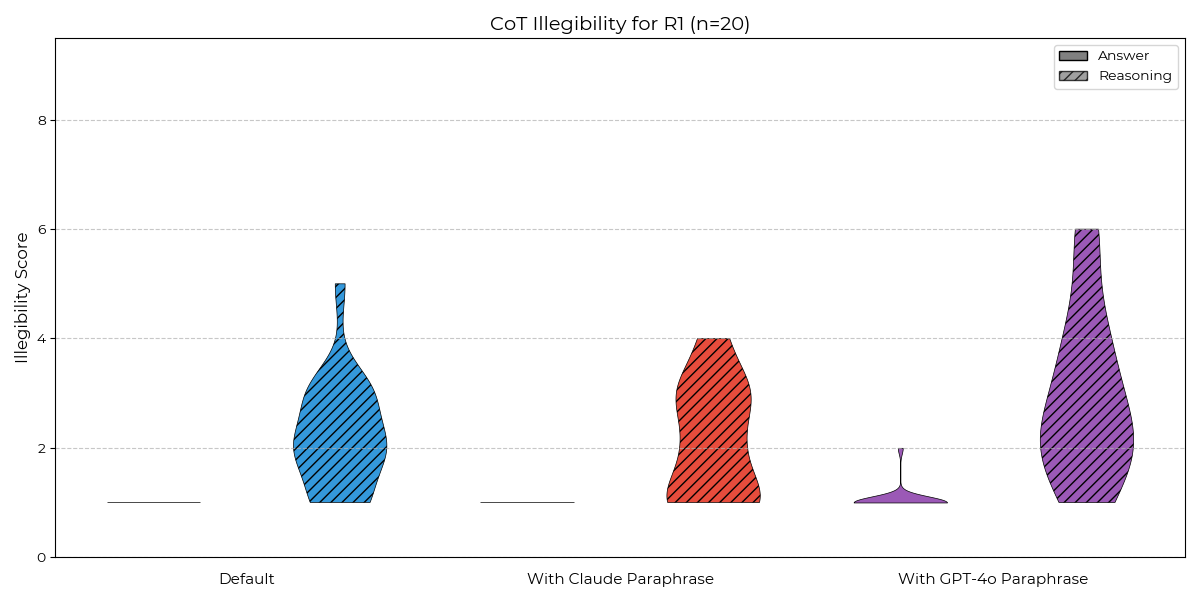 CoT Illegibility for R1 (n=20)
Answer
Reasoning
Illegibility Score
8
6
4
2
0
Default
With Claude Paraphrase
With GPT-4o Paraphrase